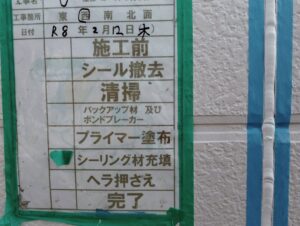 工事名
工事箇所 東 西 南 北面
日付 R8年2月12日(木)
施工前
シール撤去
清掃
バックアップ材 及び
ボンドブレーカー
プライマー塗布
シーリング材充填
ヘラ押さえ
完了